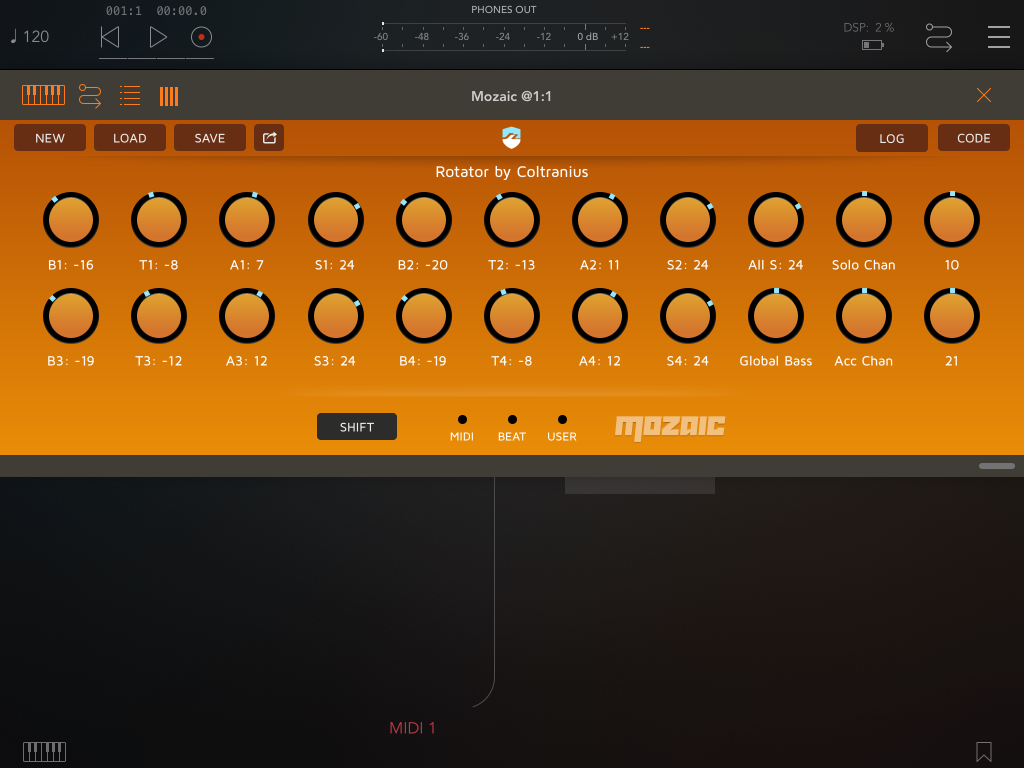 001:1 00:00.0
PHONES OUT
120
-60 -48 -36 -24 -12 0 dB +12
DSP: 2 %
Mozaic @1:1
NEW LOAD SAVE LOG CODE
Rotator by Coltranius
B1: -16 T1: -8 A1: 7 S1: 24 B2: -20 T2: -13 A2: 11 S2: 24 All S: 24 Solo Chan 10
B3: -19 T3: -12 A3: 12 S3: 24 B4: -19 T4: -8 A4: 12 S4: 24 Global Bass Acc Chan 21
SHIFT
MIDI BEAT USER
MOZAIC
MIDI 1